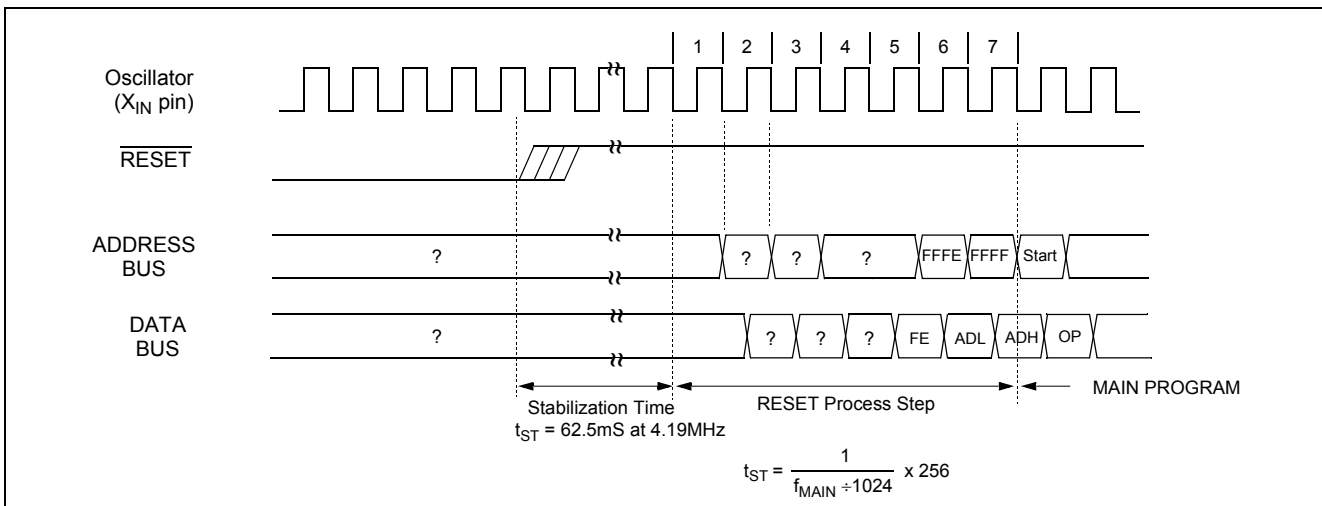 1 2 3 4 5 6 7
Oscillator
(XIN pin)
RESET
ADDRESS
BUS
? ? ? ? FFFE FFFF Start
DATA
BUS
? ? ? ? FE ADL ADH OP
MAIN PROGRAM
Stabilization Time
RESET Process Step
tST = 62.5mS at 4.19MHz
tST = 1 / fMAIN ÷1024 x 256